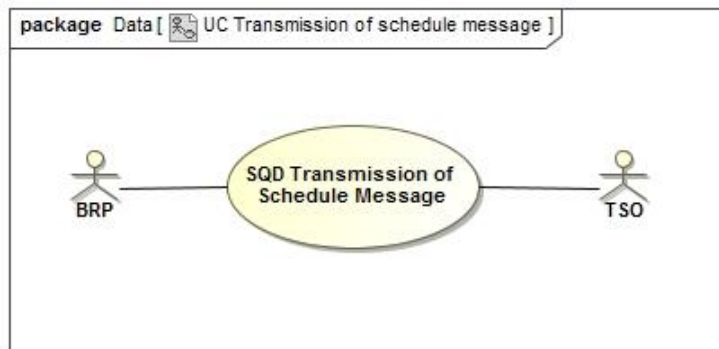 package Data [ UC Transmission of schedule message ]
SQD Transmission of
Schedule Message
BRP
TSO